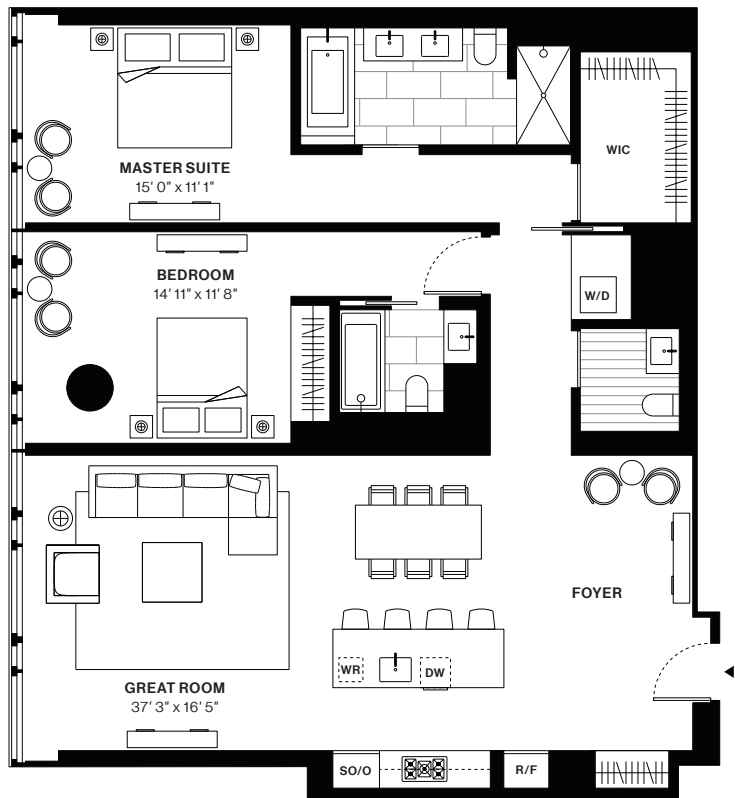 MASTER SUITE
15' 0" x 11' 1"
WIC
BEDROOM
14' 11" x 11' 8"
W/D
FOYER
WR
DW
GREAT ROOM
37' 3" x 16' 5"
SO/O
R/F